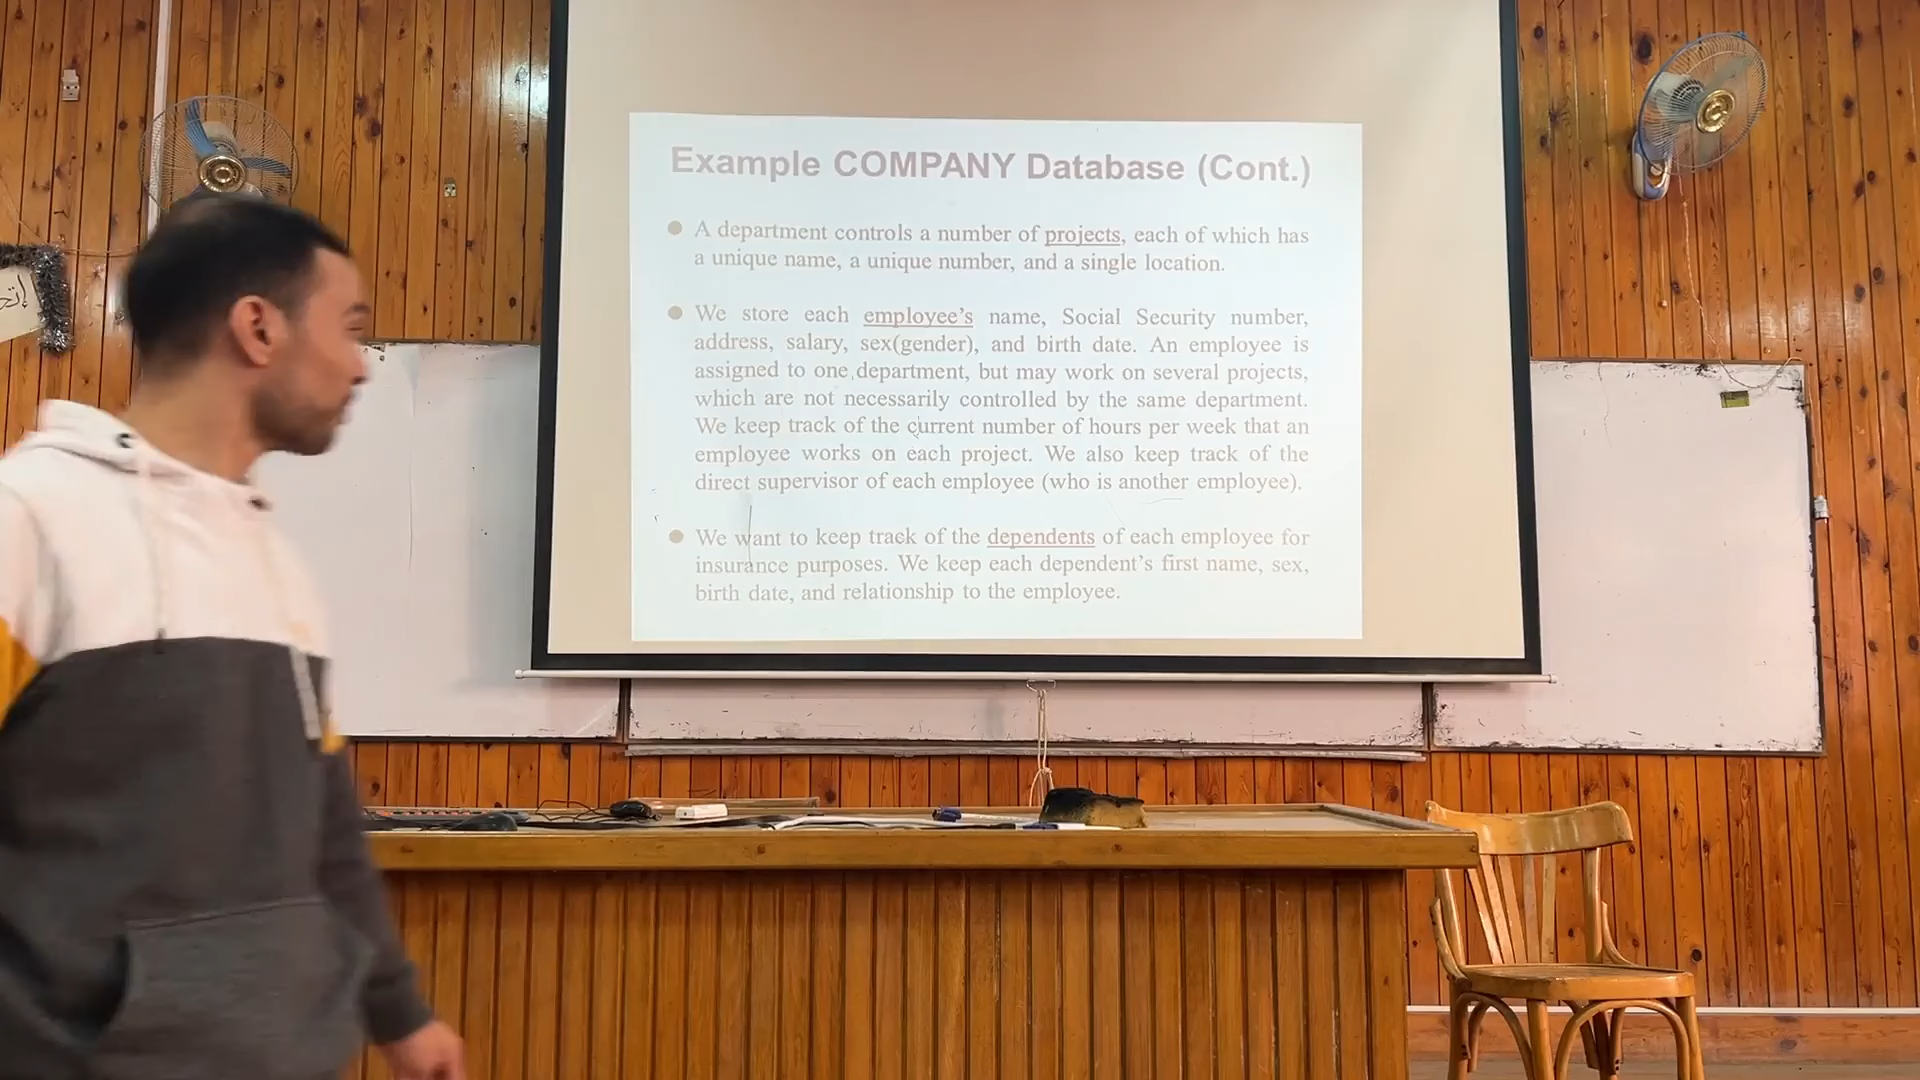 Example COMPANY Database (Cont.)
A department controls a number of projects, each of which has
a unique name, a unique number, and a single location.
We store each employee's name, Social Security number,
address, salary, sex(gender), and birth date. An employee is
assigned to one department, but may work on several projects,
which are not necessarily controlled by the same department.
We keep track of the current number of hours per week that an
employee works on each project. We also keep track of the
direct supervisor of each employee (who is another employee).
We want to keep track of the dependents of each employee for
insurance purposes. We keep each dependent's first name, sex,
birth date, and relationship to the employee.